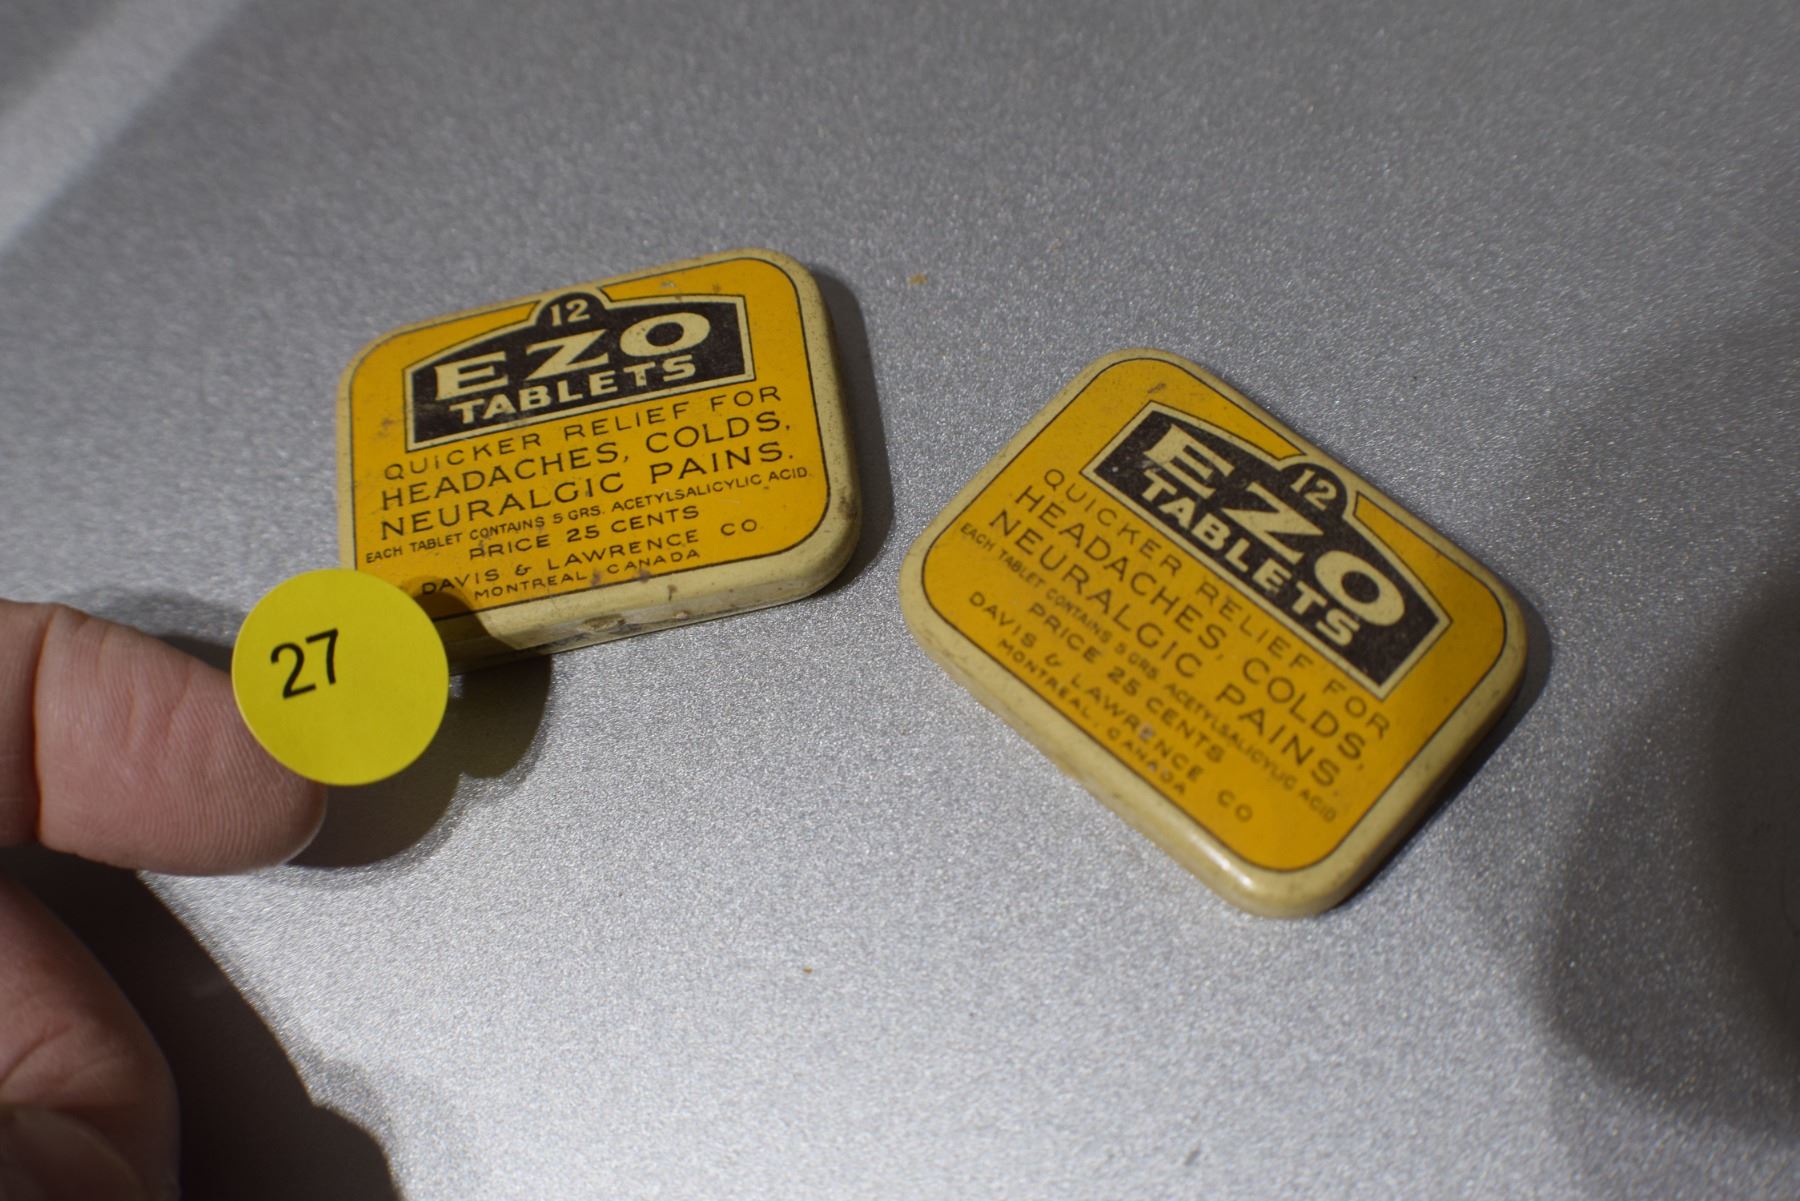 12
EZO
TABLETS
QUICKER RELIEF FOR
HEADACHES, COLDS,
NEURALGIC PAINS.
EACH TABLET CONTAINS 5 GRS. ACETYLSALICYLIC ACID.
PRICE 25 CENTS
DAVIS & LAWRENCE CO.
MONTREAL, CANADA
27
12
EZO
TABLETS
QUICKER RELIEF FOR
HEADACHES, COLDS,
NEURALGIC PAINS.
EACH TABLET CONTAINS 5 GRS. ACETYLSALICYLIC ACID
PRICE 25 CENTS
DAVIS & LAWRENCE CO
MONTREAL, CANADA